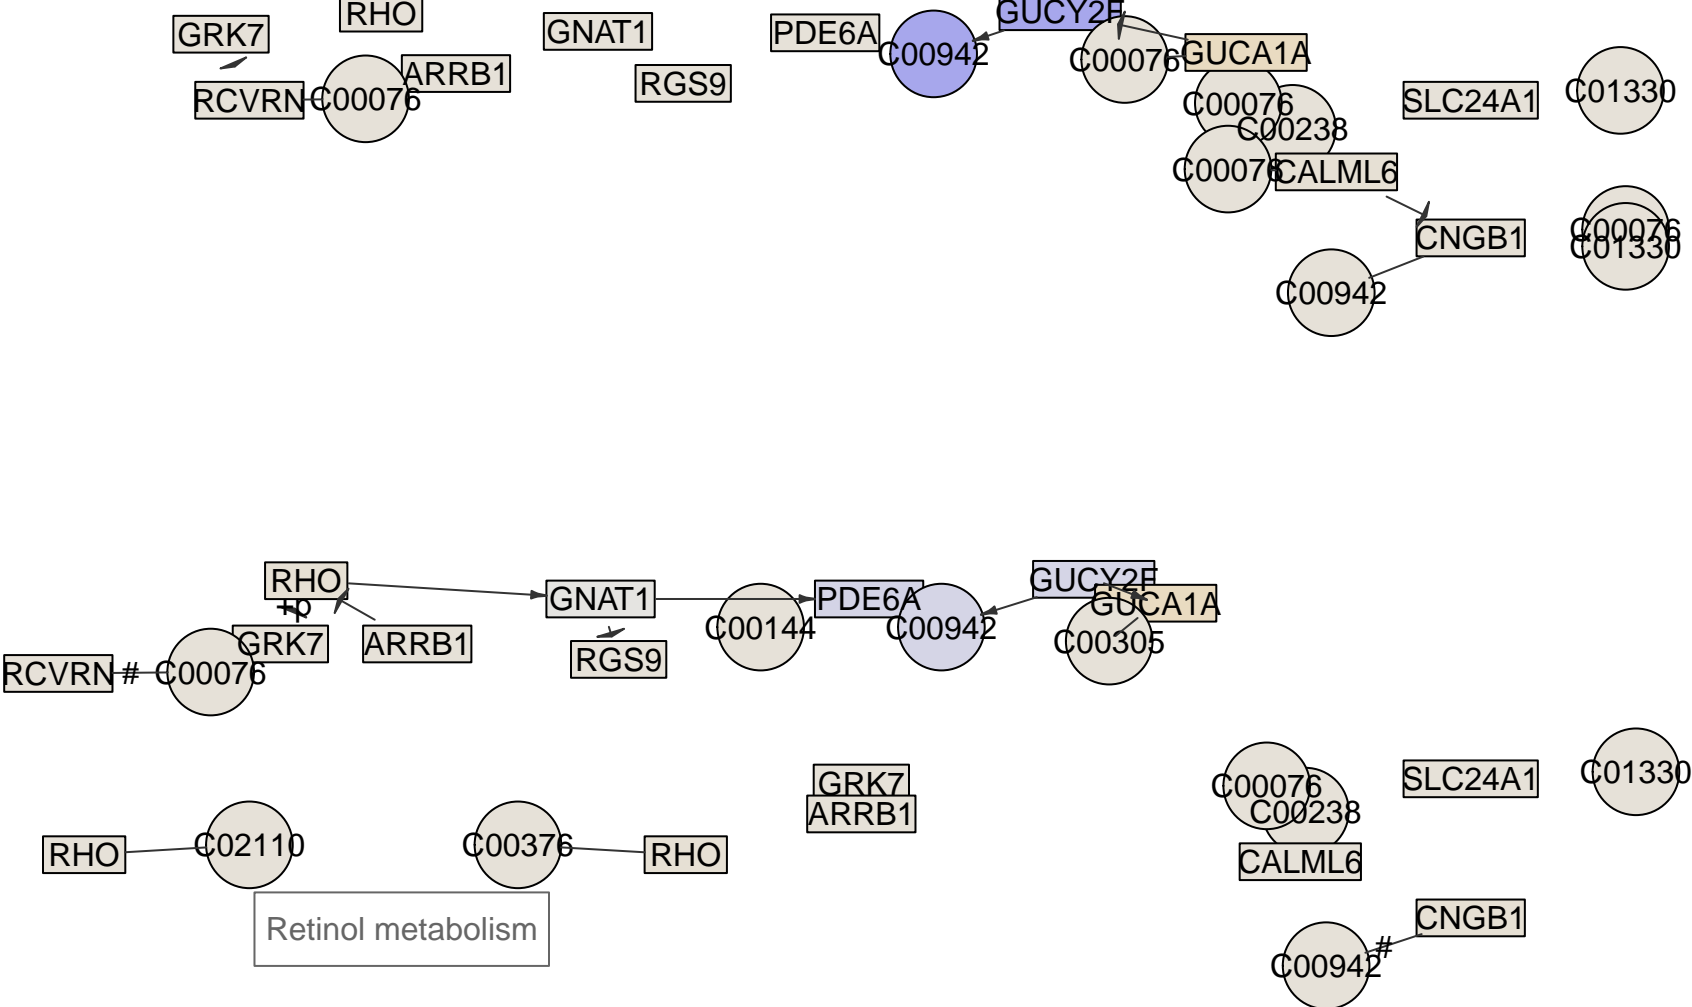 RHO
GUCY2F
GRK7
GNAT1
PDE6A
C00942
C00076
GUCA1A
ARRB1
RGS9
RCVRN
C00076
C00076
C00238
SLC24A1
C01330
C00076
CALML6
CNGB1
C00076
C01330
C00942
RHO
+p
GNAT1
PDE6A
GUCY2F
GUCA1A
C00144
C00942
C00305
GRK7
ARRB1
RGS9
RCVRN
#
C00076
GRK7
ARRB1
C00076
C00238
SLC24A1
C01330
RHO
C02110
C00376
RHO
CALML6
Retinol metabolism
CNGB1
#
C00942